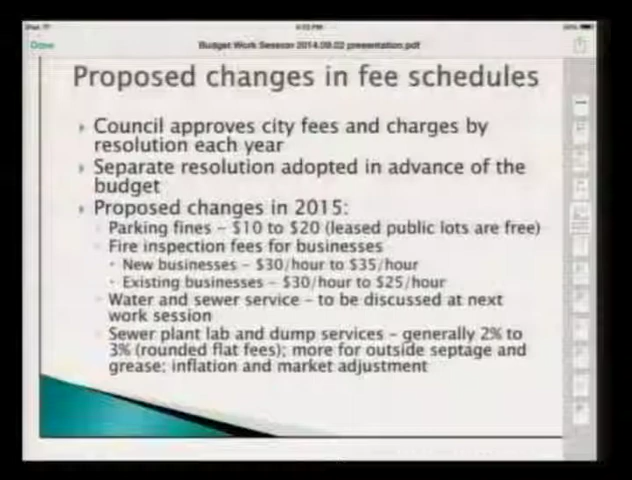 Done
Budget Work Session 2014.09.02 presentation.pdf
Proposed changes in fee schedules
Council approves city fees and charges by
resolution each year
Separate resolution adopted in advance of the
budget
Proposed changes in 2015:
Parking fines – $10 to $20 (leased public lots are free)
Fire inspection fees for businesses
New businesses – $30/hour to $35/hour
Existing businesses – $30/hour to $25/hour
Water and sewer service – to be discussed at next
work session
Sewer plant lab and dump services – generally 2% to
3% (rounded flat fees); more for outside septage and
grease; inflation and market adjustment